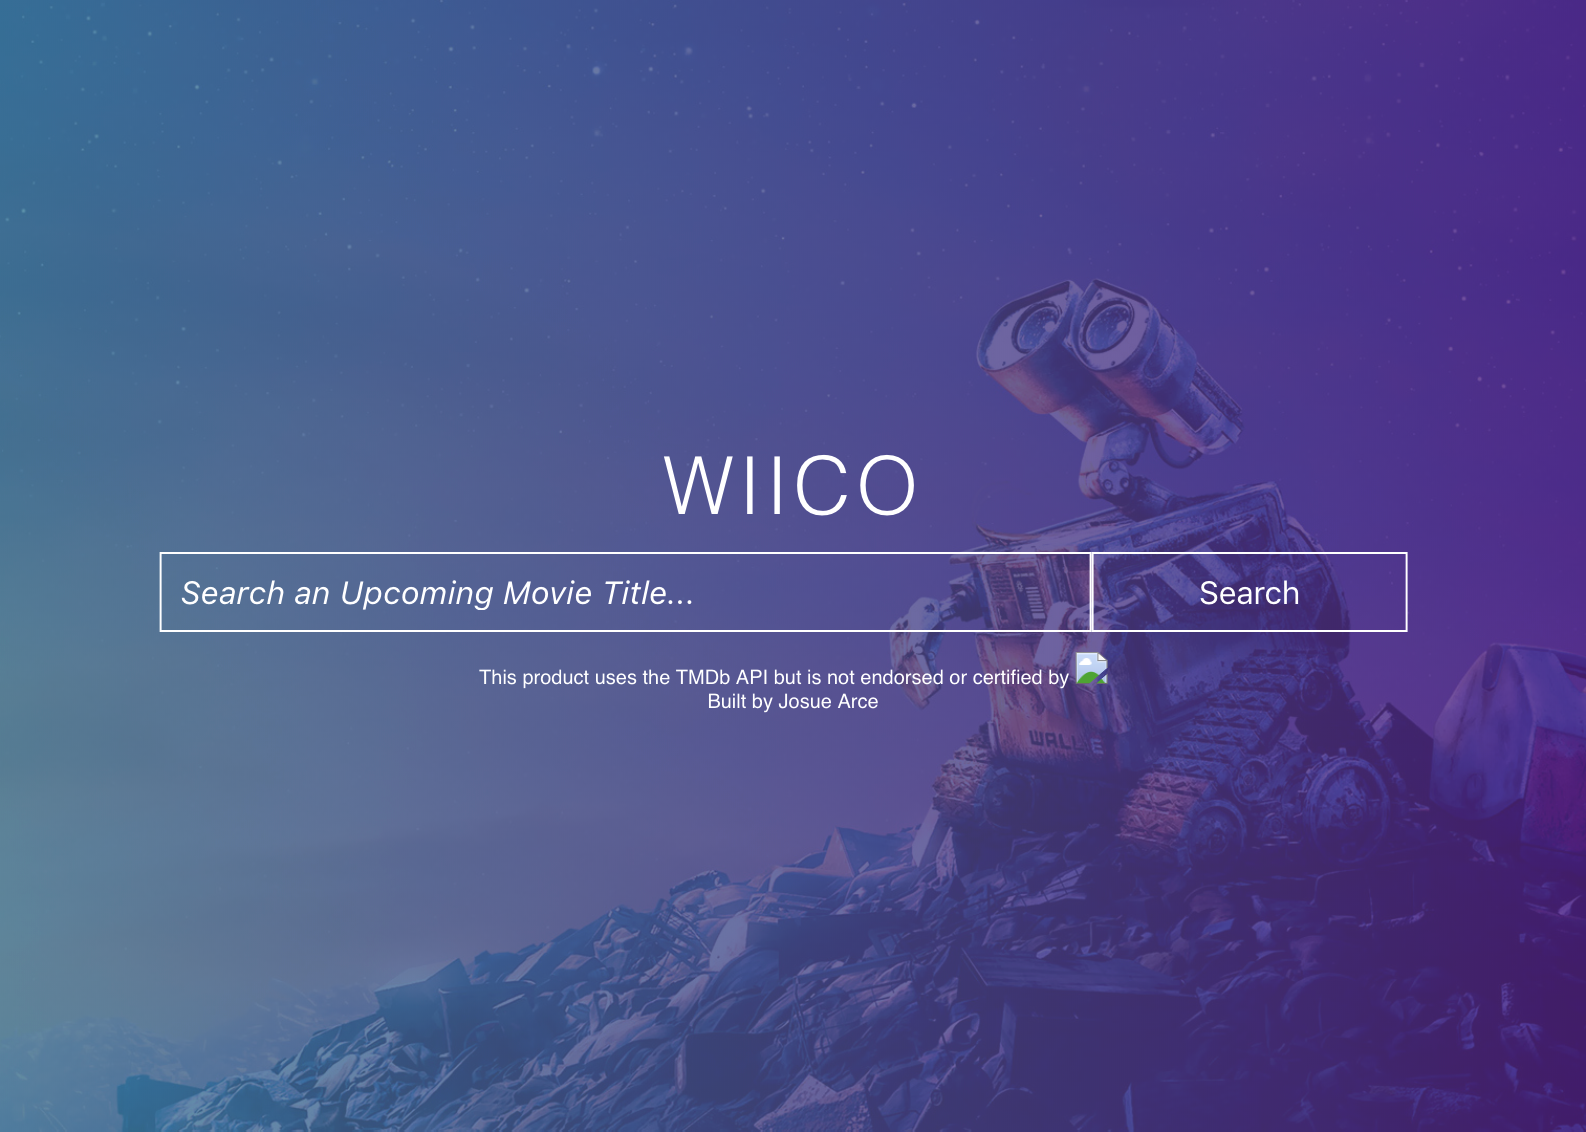 WIICO
Search an Upcoming Movie Title...
Search
This product uses the TMDb API but is not endorsed or certified by
Built by Josue Arce
WALL·E